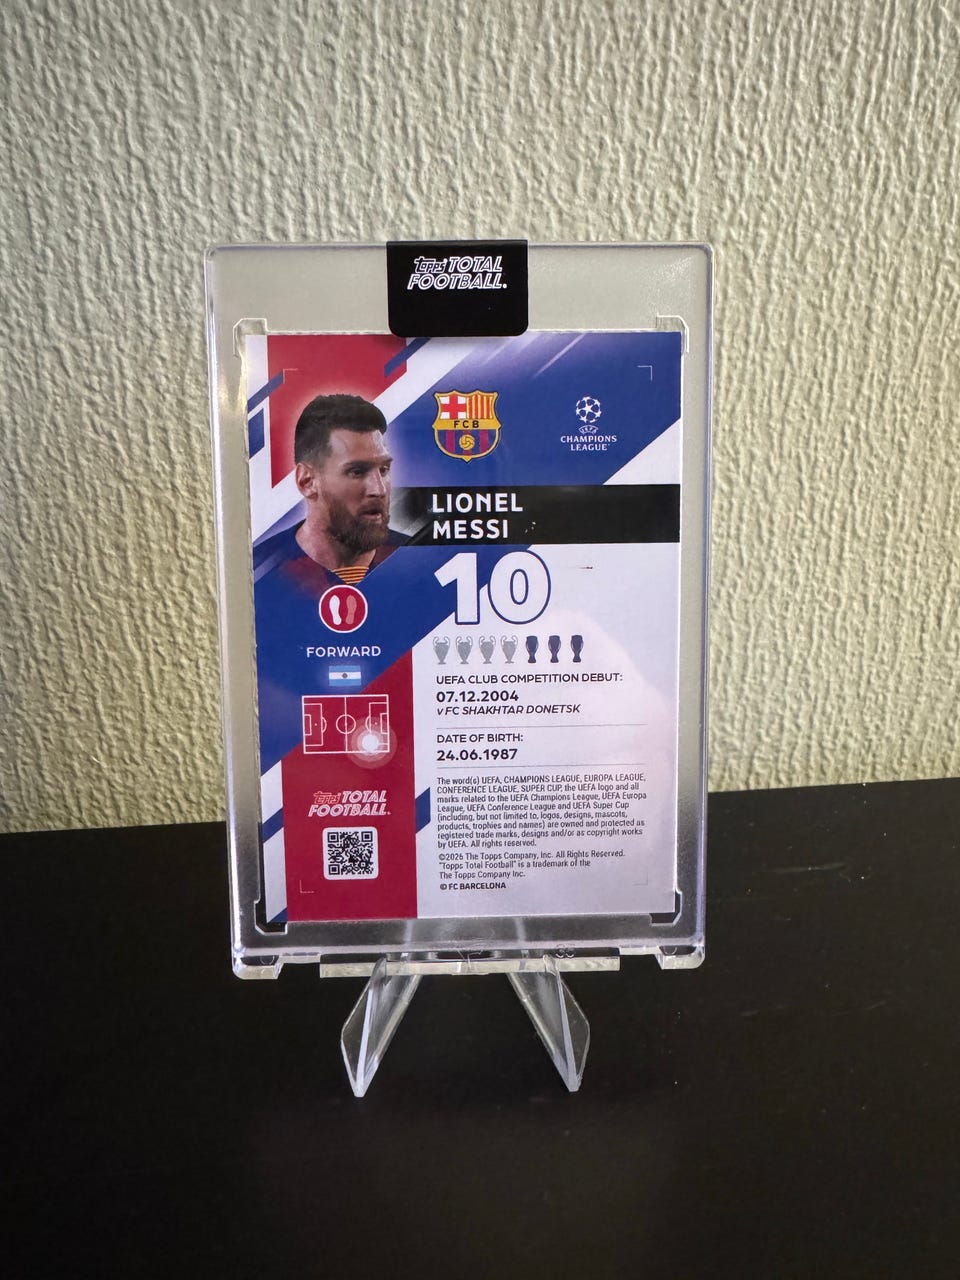 Topps TOTAL
FOOTBALL.
FCB
UEFA
CHAMPIONS
LEAGUE
LIONEL
MESSI
10
FORWARD
UEFA CLUB COMPETITION DEBUT:
07.12.2004
v FC SHAKHTAR DONETSK
DATE OF BIRTH:
24.06.1987
Topps TOTAL
FOOTBALL.
The word(s) UEFA, CHAMPIONS LEAGUE, EUROPA LEAGUE,
CONFERENCE LEAGUE, SUPER CUP, the UEFA logo and all
marks related to the UEFA Champions League, UEFA Europa
League, UEFA Conference League and UEFA Super Cup
(including, but not limited to, logos, designs, mascots,
products, trophies and names) are owned and protected as
registered trade marks, designs and/or as copyright works
by UEFA. All rights reserved.
©2026 The Topps Company, Inc. All Rights Reserved.
"Topps Total Football" is a trademark of the
The Topps Company Inc.
© FC BARCELONA